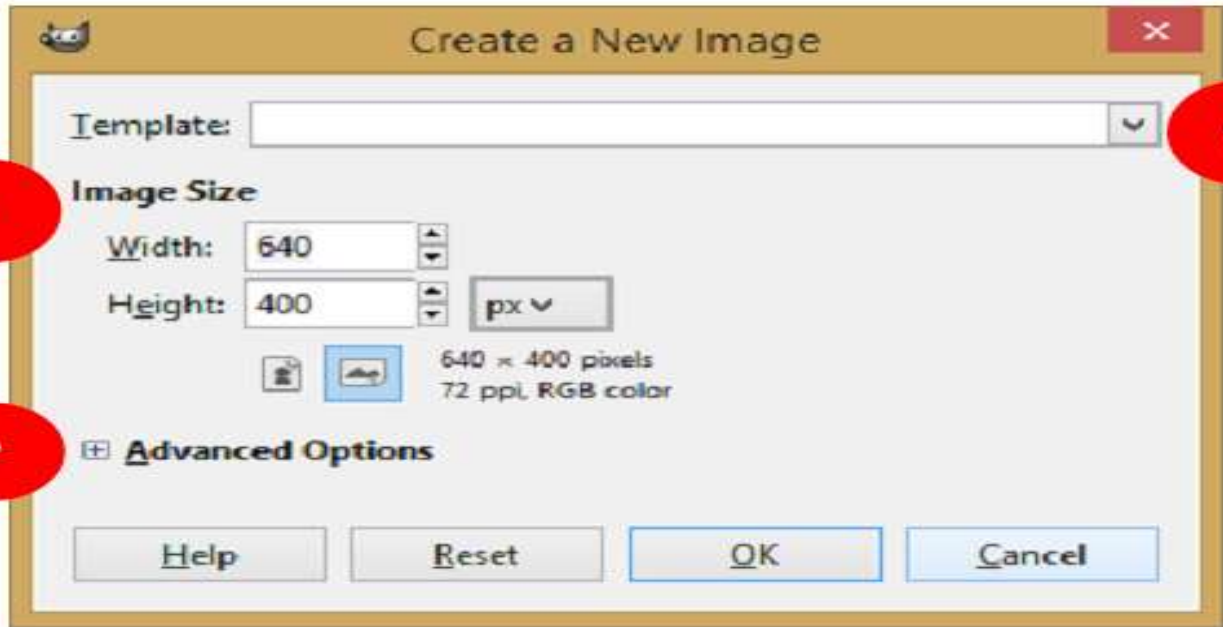 Create a New Image
Template:
Image Size
Width: 640
Height: 400 px
640 × 400 pixels
72 ppi, RGB color
Advanced Options
Help Reset OK Cancel